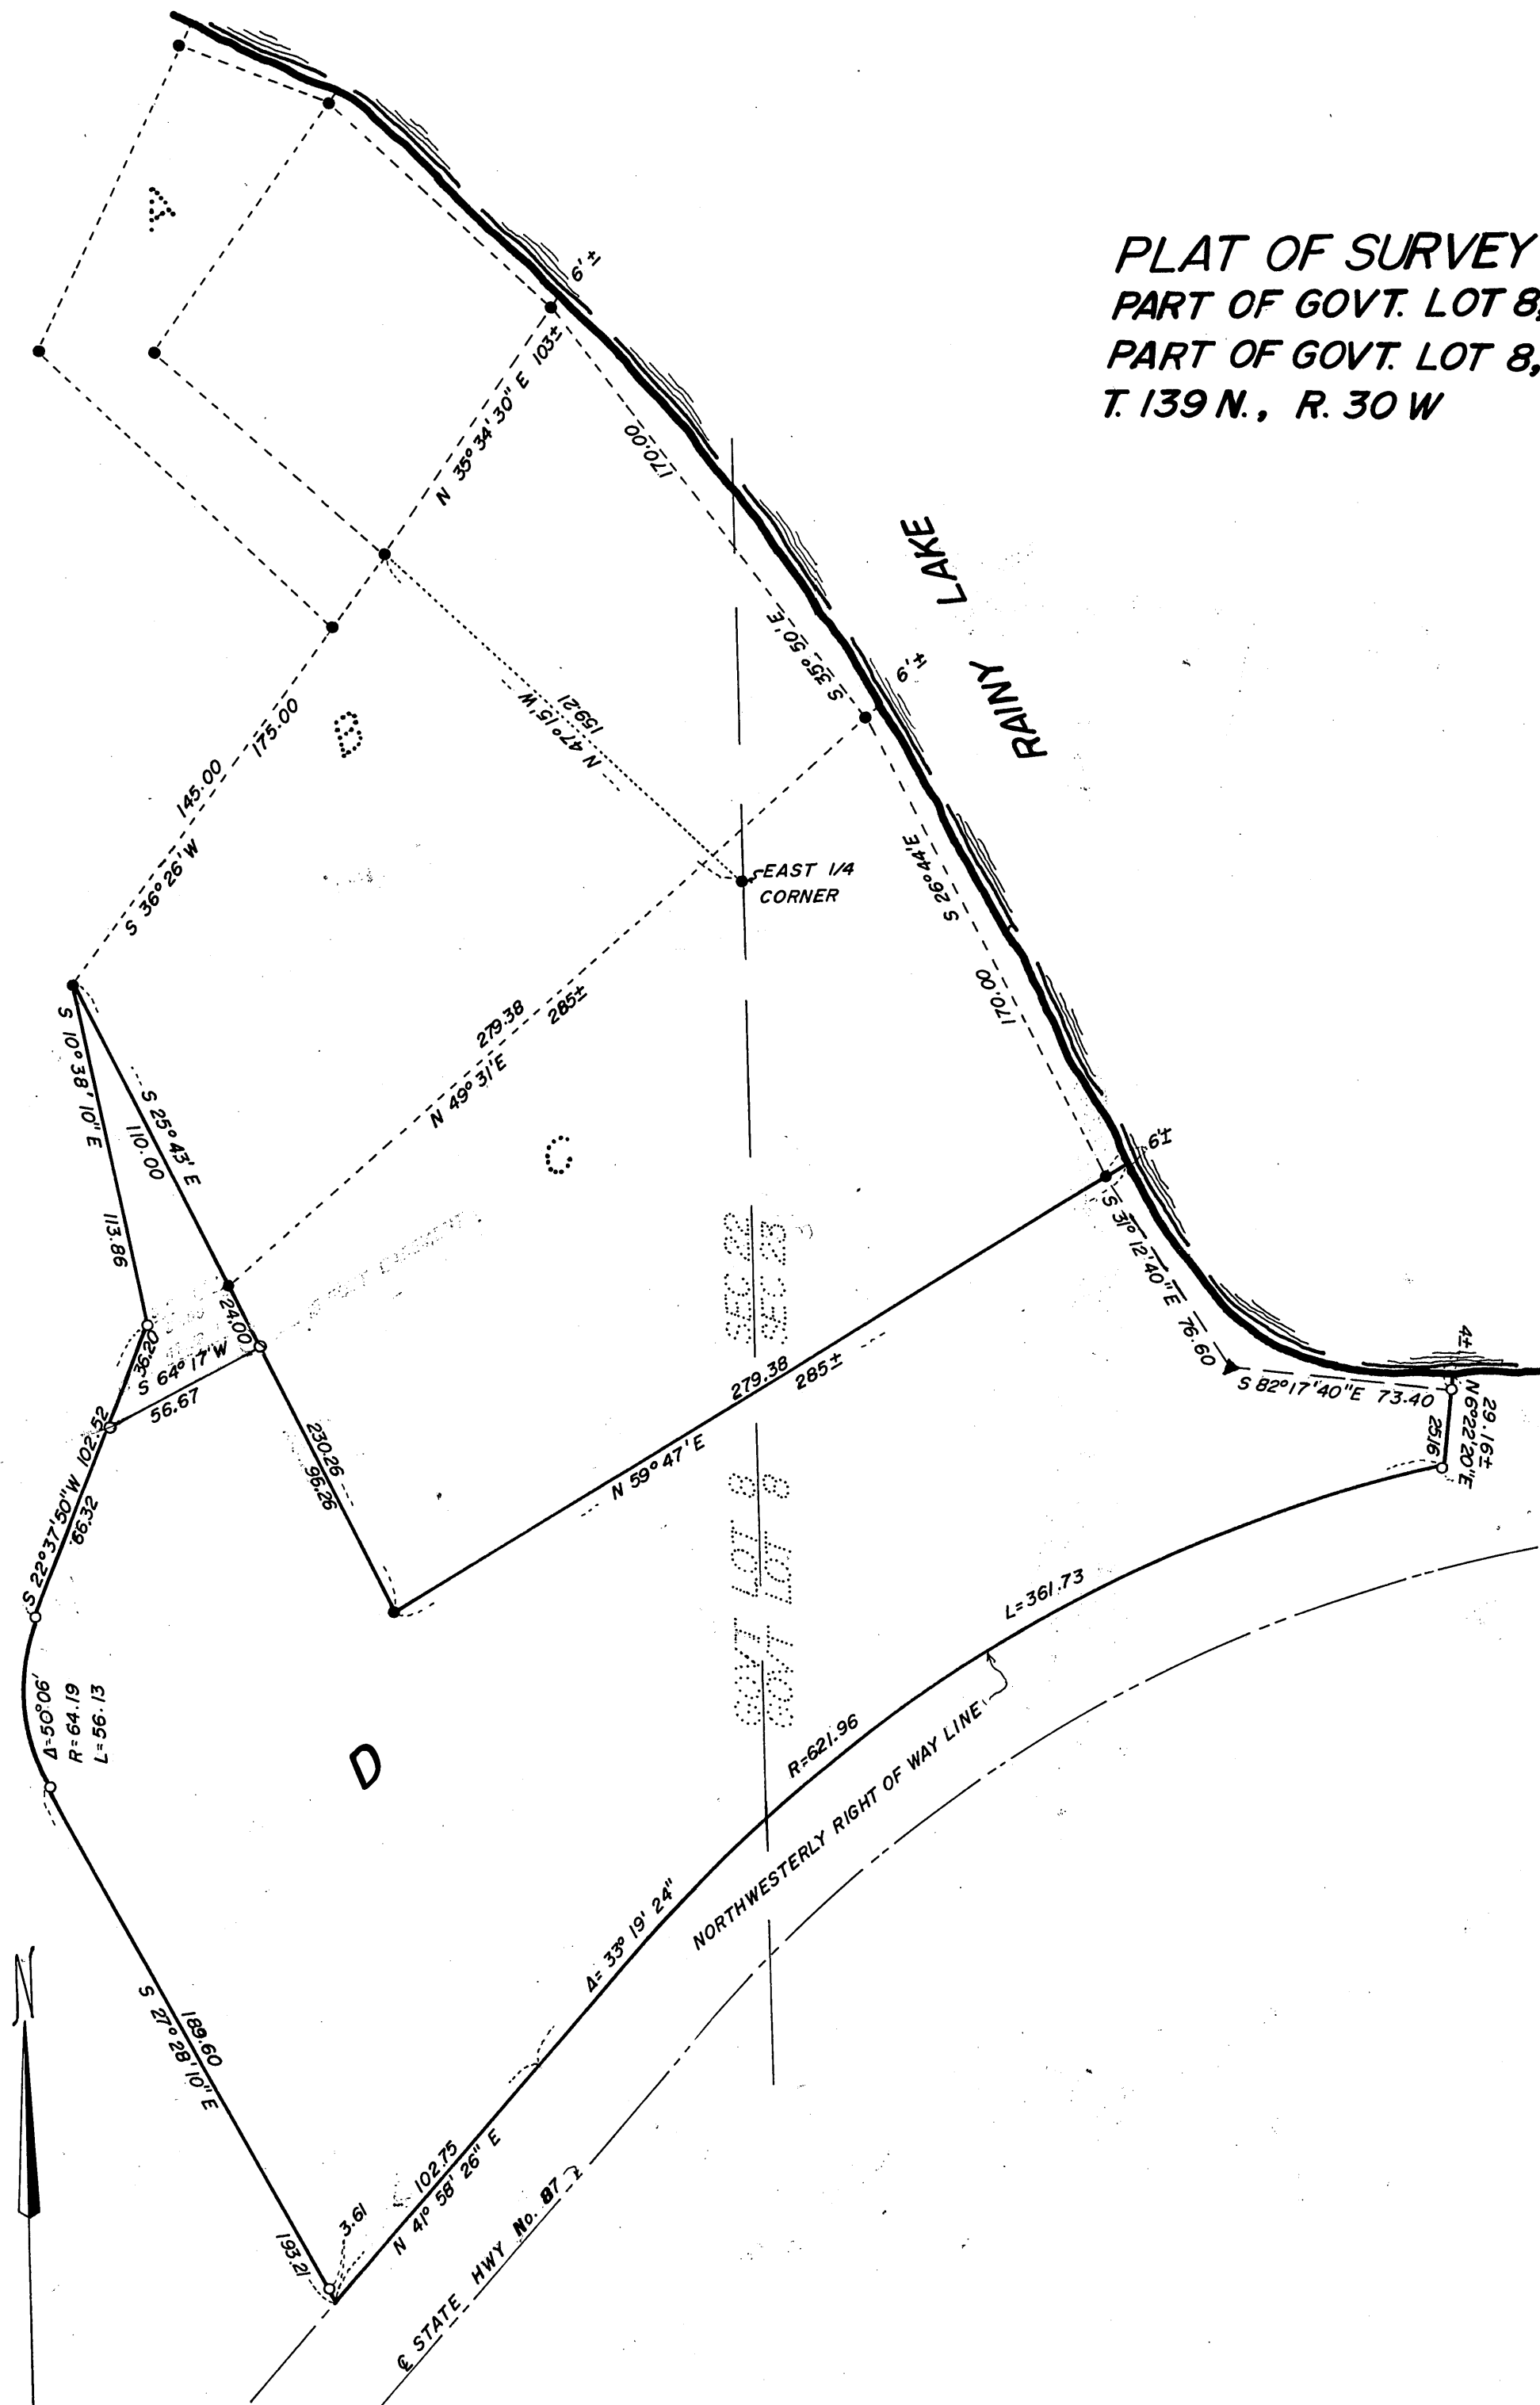 PLAT OF SURVEY
PART OF GOVT. LOT 8,
PART OF GOVT. LOT 8,
T. 139 N., R. 30 W
A
6'±
N 35° 34' 30" E 103±
170.00
S 35° 50' E
RAINY LAKE
6'±
N 47° 15' W
159.21
B
145.00
175.00
S 36° 26' W
EAST 1/4
CORNER
S 26° 44' E
170.00
279.38
285±
N 49° 31' E
S 10° 38' 10" E
113.86
S 25° 43' E
110.00
C
6'±
S 31° 12' 40" E 76.60
SEC 22
SEC 23
24.00
36.20
S 64° 17' W
56.67
279.38
285±
N 59° 47' E
4±
S 82° 17' 40" E 73.40
29.16±
N 6° 22' 20" E
25.16
230.26
96.26
S 22° 37' 50" W 102.52
66.32
GOVT LOT 8
GOVT LOT 8
L=361.73
Δ=50°06'
R=64.19
L=56.13
D
R=621.96
NORTHWESTERLY RIGHT OF WAY LINE
Δ= 33° 19' 24"
N
189.60
S 27° 28' 10" E
102.75
N 41° 58' 26" E
3.61
193.21
℄ STATE HWY No. 87